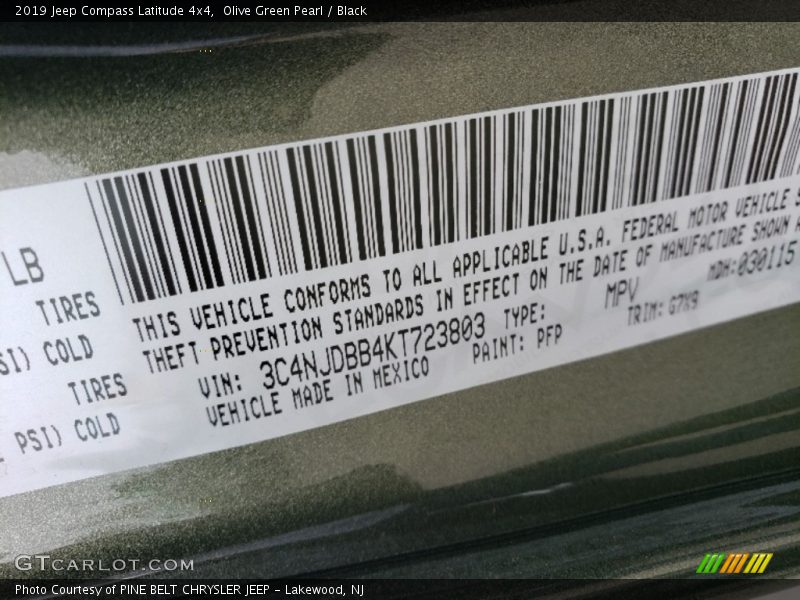 2019 Jeep Compass Latitude 4x4,  Olive Green Pearl / Black
LB
TIRES
SI) COLD
TIRES
PSI) COLD
THIS VEHICLE CONFORMS TO ALL APPLICABLE U.S.A. FEDERAL MOTOR VEHICLE S
THEFT PREVENTION STANDARDS IN EFFECT ON THE DATE OF MANUFACTURE SHOWN A
VIN: 3C4NJDBB4KT723803 TYPE: MPV MDH:030115
VEHICLE MADE IN MEXICO PAINT: PFP TRIM: G7X9
GTCARLOT.COM
Photo Courtesy of PINE BELT CHRYSLER JEEP - Lakewood, NJ